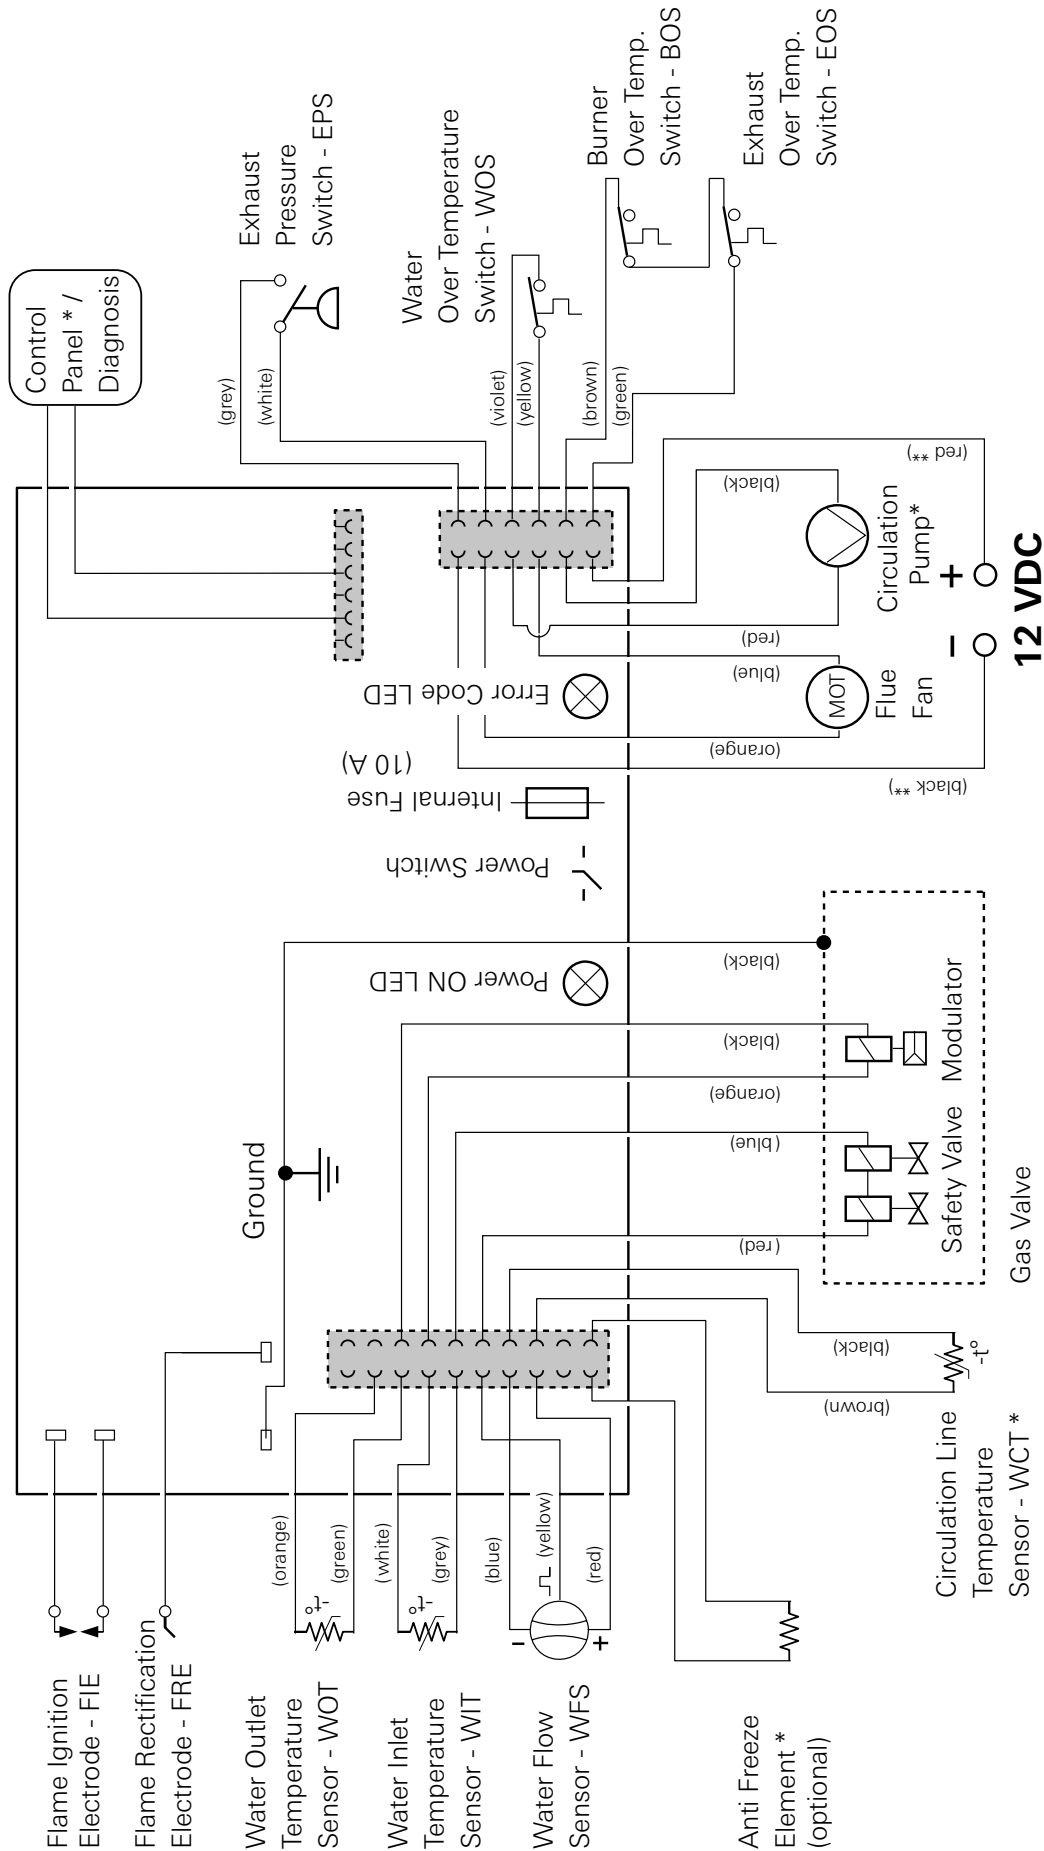 Control
Panel * /
Diagnosis
Exhaust
Pressure
Switch - EPS
Water
Over Temperature
Switch - WOS
Burner
Over Temp.
Switch - BOS
Exhaust
Over Temp.
Switch - EOS
(grey)
(white)
(violet)
(yellow)
(brown)
(green)
(red **)
(black)
Circulation
Pump*
(red)
(blue)
MOT
Flue
Fan
(orange)
(black **)
+
–
12 VDC
Error Code LED
Internal Fuse
(10 A)
Power Switch
Power ON LED
Ground
(black)
(black)
(orange)
(blue)
(red)
Modulator
Safety Valve
Gas Valve
(black)
(brown)
-t°
Circulation Line
Temperature
Sensor - WCT *
Flame Ignition
Electrode - FIE
Flame Rectification
Electrode - FRE
(orange)
(green)
-t°
Water Outlet
Temperature
Sensor - WOT
(white)
(grey)
-t°
Water Inlet
Temperature
Sensor - WIT
(blue)
(yellow)
(red)
–
+
Water Flow
Sensor - WFS
Anti Freeze
Element *
(optional)